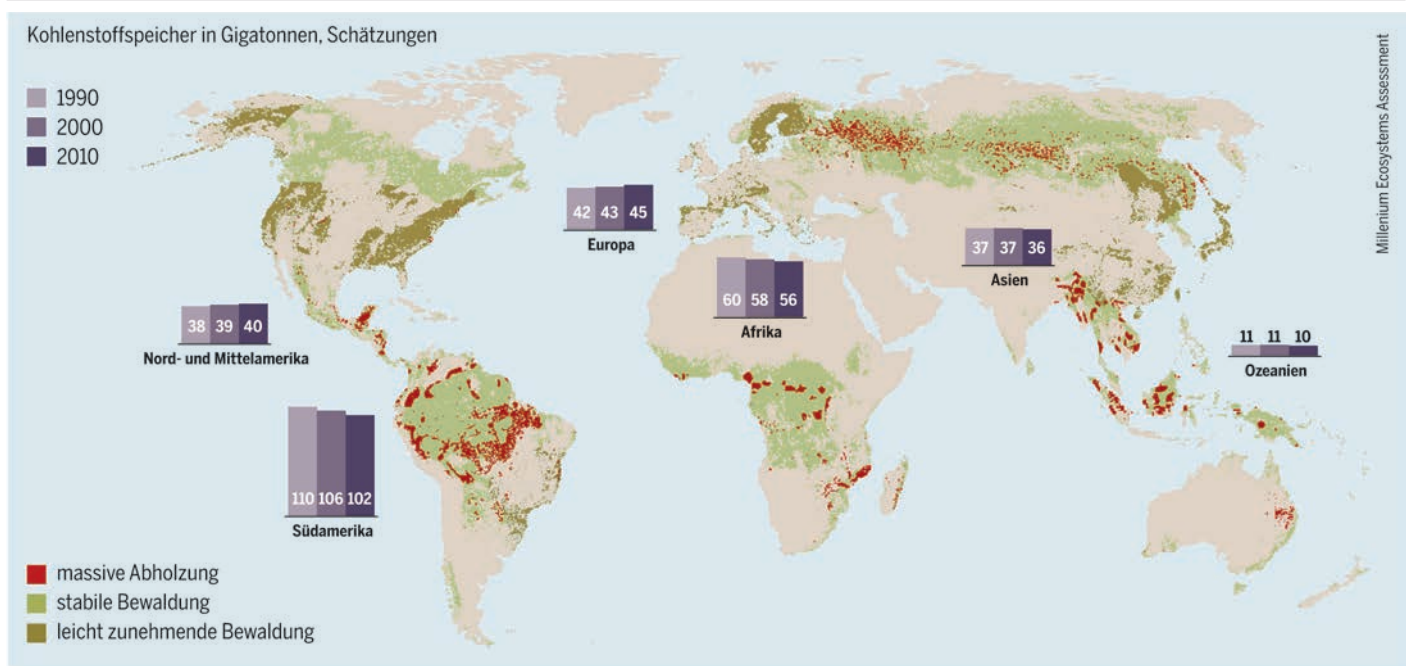 Kohlenstoffspeicher in Gigatonnen, Schätzungen
1990
2000
2010
Millenium Ecosystems Assessment
42 43 45
Europa
37 37 36
Asien
60 58 56
Afrika
38 39 40
Nord- und Mittelamerika
11 11 10
Ozeanien
110 106 102
Südamerika
massive Abholzung
stabile Bewaldung
leicht zunehmende Bewaldung